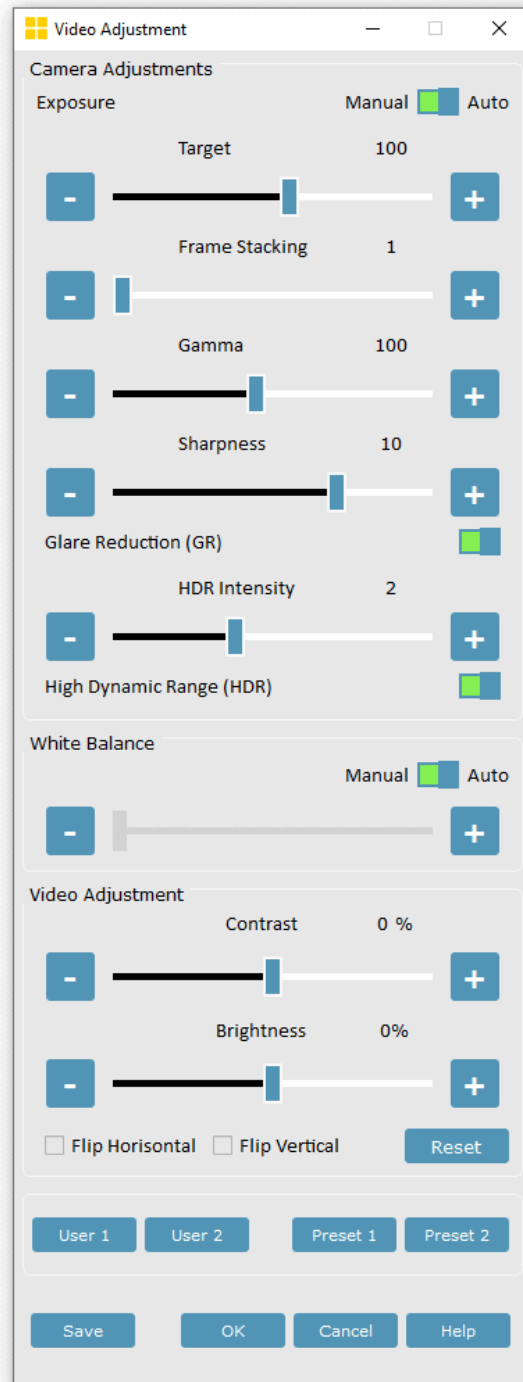 Video Adjustment
Camera Adjustments
Exposure Manual Auto
Target 100
- +
Frame Stacking 1
- +
Gamma 100
- +
Sharpness 10
- +
Glare Reduction (GR)
HDR Intensity 2
- +
High Dynamic Range (HDR)
White Balance
Manual Auto
- +
Video Adjustment
Contrast 0 %
- +
Brightness 0%
- +
Flip Horisontal Flip Vertical Reset
User 1 User 2 Preset 1 Preset 2
Save OK Cancel Help